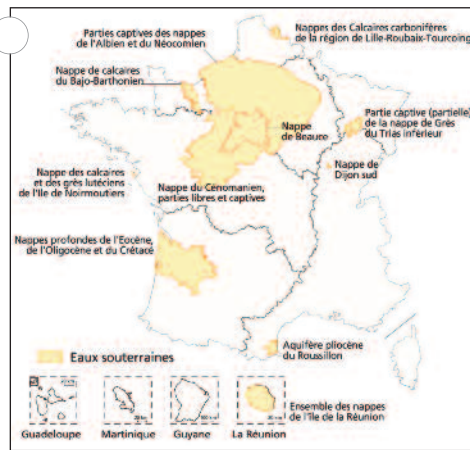 Parties captives des nappes
de l'Albien et du Néocomien
Nappes des Calcaires carbonifères
de la région de Lille-Roubaix-Tourcoing
Nappe de calcaires
du Bajo-Barthonien
Partie captive (partielle)
de la nappe de Grès
du Trias inférieur
Nappe
de Beauce
Nappe de
Dijon sud
Nappe des calcaires
et des grès lutéciens
de l'Ile de Noirmoutiers
Nappe du Cénomanien,
parties libres et captives
Nappes profondes de l'Eocène,
de l'Oligocène et du Crétacé
Aquifère pliocène
du Roussillon
Eaux souterraines
Ensemble des nappes
de l'île de la Réunion
Guadeloupe
Martinique
Guyane
La Réunion